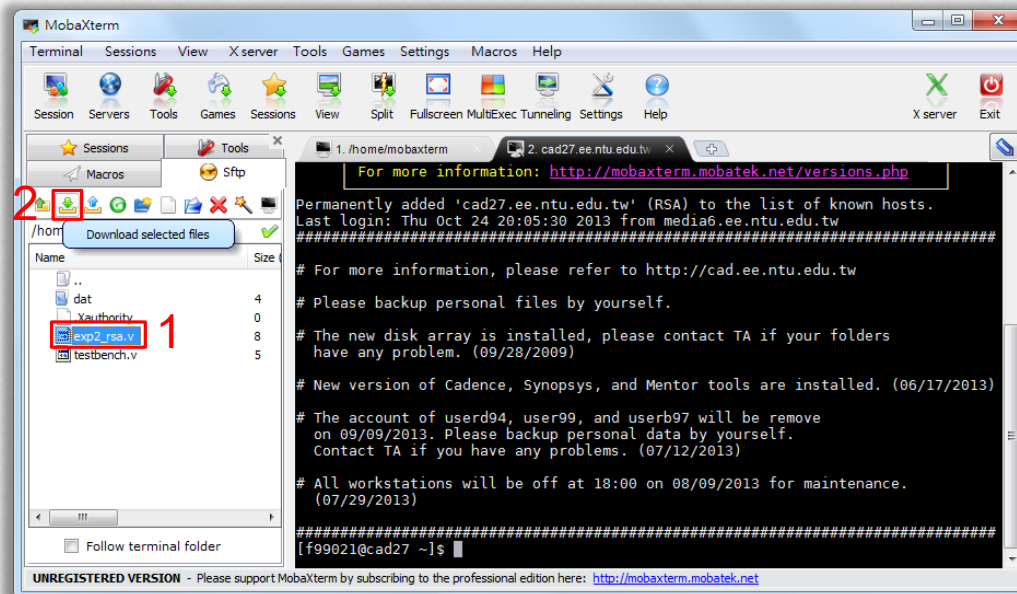 MobaXterm
Terminal Sessions View X server Tools Games Settings Macros Help
Session Servers Tools Games Sessions View Split Fullscreen MultiExec Tunneling Settings Help X server Exit
Sessions Tools
Macros Sftp
1. /home/mobaxterm
2. cad27.ee.ntu.edu.tw
2
/hom
Download selected files
Name Size (
..
dat 4
.Xauthority 0
exp2_rsa.v 8
1
testbench.v 5
Follow terminal folder
For more information: http://mobaxterm.mobatek.net/versions.php
Permanently added 'cad27.ee.ntu.edu.tw' (RSA) to the list of known hosts.
Last login: Thu Oct 24 20:05:30 2013 from media6.ee.ntu.edu.tw
################################################################################
# For more information, please refer to http://cad.ee.ntu.edu.tw
# Please backup personal files by yourself.
# The new disk array is installed, please contact TA if your folders
have any problem. (09/28/2009)
# New version of Cadence, Synopsys, and Mentor tools are installed. (06/17/2013)
# The account of userd94, user99, and userb97 will be remove
on 09/09/2013. Please backup personal data by yourself.
Contact TA if you have any problems. (07/12/2013)
# All workstations will be off at 18:00 on 08/09/2013 for maintenance.
(07/29/2013)
################################################################################
[f99021@cad27 ~]$
UNREGISTERED VERSION - Please support MobaXterm by subscribing to the professional edition here: http://mobaxterm.mobatek.net